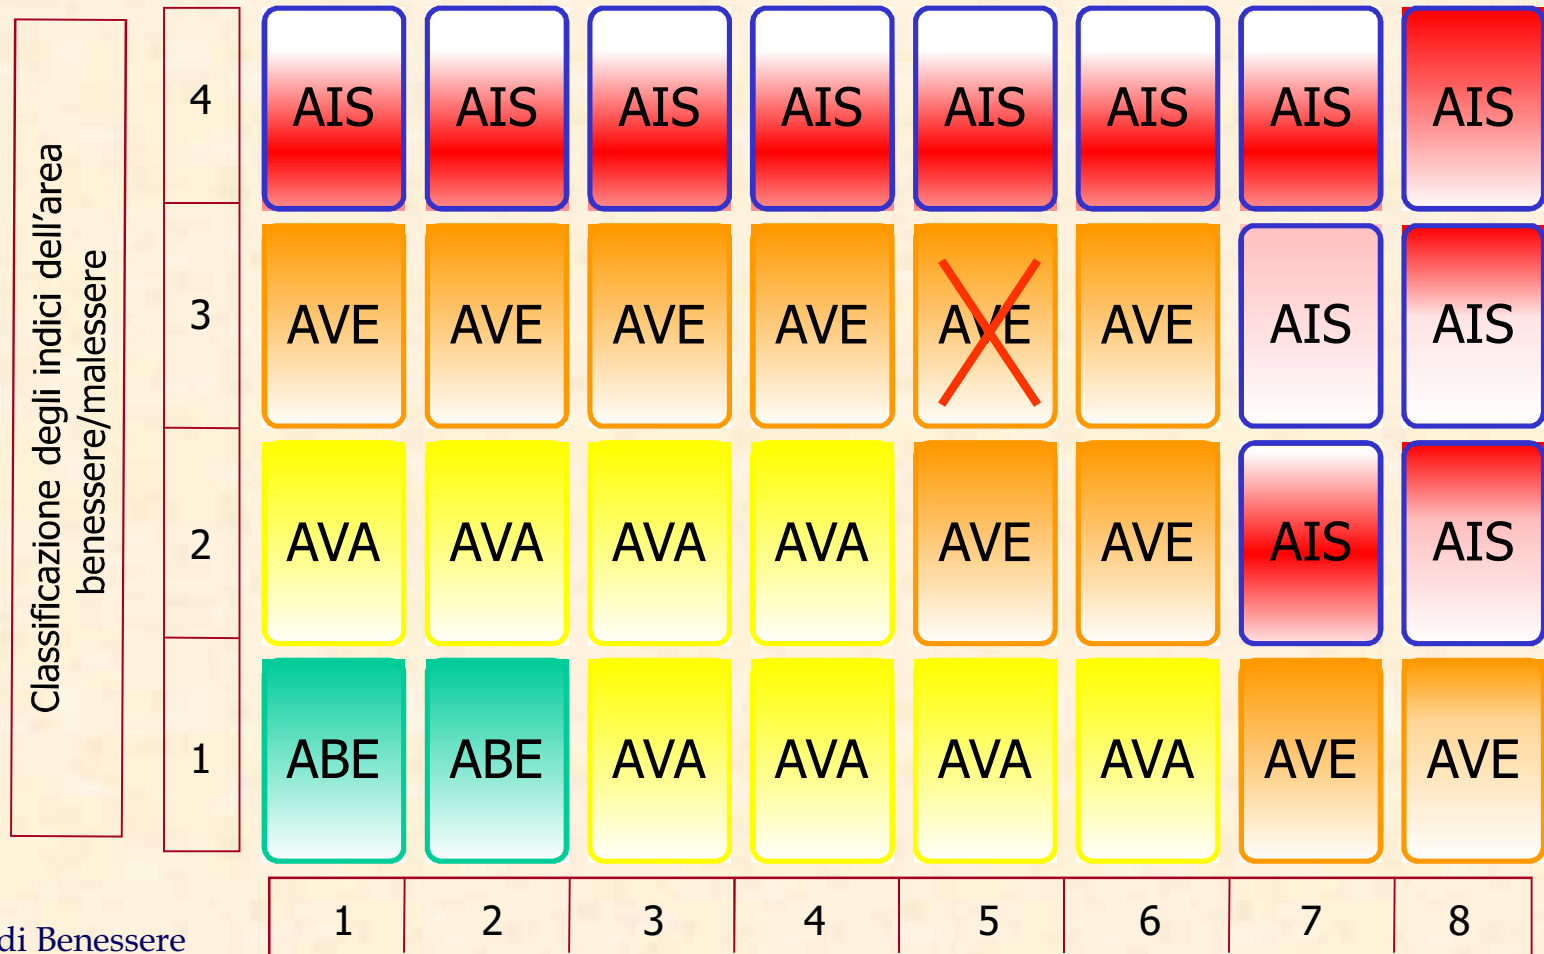 Classificazione degli indici dell'area
benessere/malessere
4
AIS AIS AIS AIS AIS AIS AIS AIS
3
AVE AVE AVE AVE AVE AVE AIS AIS
2
AVA AVA AVA AVA AVE AVE AIS AIS
1
ABE ABE AVA AVA AVA AVA AVE AVE
1 2 3 4 5 6 7 8
di Benessere